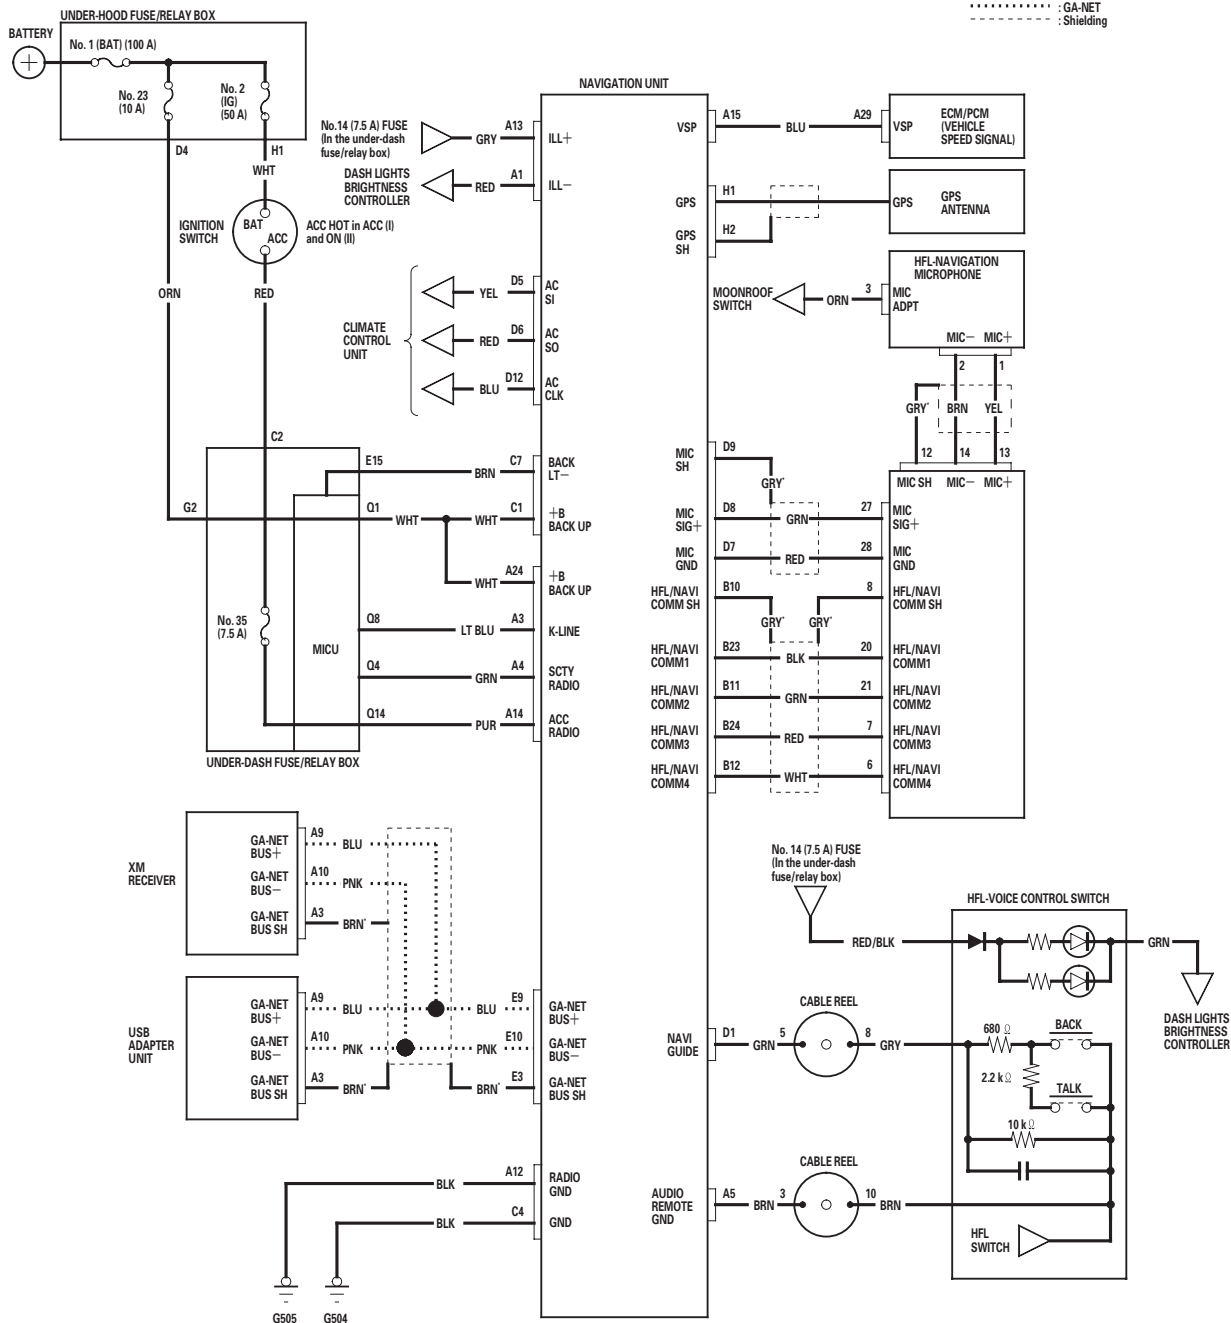 : GA-NET
: Shielding
UNDER-HOOD FUSE/RELAY BOX
BATTERY
No. 1 (BAT) (100 A)
No. 23
(10 A)
No. 2
(IG)
(50 A)
D4
H1
WHT
IGNITION
SWITCH
BAT
ACC
ACC HOT in ACC (I)
and ON (II)
ORN
RED
C2
G2
No. 35
(7.5 A)
MICU
UNDER-DASH FUSE/RELAY BOX
NAVIGATION UNIT
No.14 (7.5 A) FUSE
(In the under-dash
fuse/relay box)
GRY
A13
ILL+
DASH LIGHTS
BRIGHTNESS
CONTROLLER
RED
A1
ILL−
CLIMATE
CONTROL
UNIT
YEL
D5
AC
SI
RED
D6
AC
SO
BLU
D12
AC
CLK
E15
BRN
C7
BACK
LT−
Q1
WHT
WHT
C1
+B
BACK UP
WHT
A24
+B
BACK UP
Q8
LT BLU
A3
K-LINE
Q4
GRN
A4
SCTY
RADIO
Q14
PUR
A14
ACC
RADIO
XM
RECEIVER
GA-NET
BUS+
A9
BLU
GA-NET
BUS−
A10
PNK
GA-NET
BUS SH
A3
BRN*
USB
ADAPTER
UNIT
GA-NET
BUS+
A9
BLU
BLU
E9
GA-NET
BUS+
GA-NET
BUS−
A10
PNK
PNK
E10
GA-NET
BUS−
GA-NET
BUS SH
A3
BRN*
BRN*
E3
GA-NET
BUS SH
BLK
A12
RADIO
GND
BLK
C4
GND
G505
G504
VSP
A15
BLU
A29
VSP
ECM/PCM
(VEHICLE
SPEED SIGNAL)
GPS
H1
GPS
GPS
ANTENNA
GPS
SH
H2
HFL-NAVIGATION
MICROPHONE
MOONROOF
SWITCH
ORN
3
MIC
ADPT
MIC−
MIC+
2
1
GRY*
BRN
YEL
12
14
13
MIC SH
MIC−
MIC+
MIC
SH
D9
GRY*
MIC
SIG+
D8
GRN
27
MIC
SIG+
MIC
GND
D7
RED
28
MIC
GND
HFL/NAVI
COMM SH
B10
GRY*
GRY*
8
HFL/NAVI
COMM SH
HFL/NAVI
COMM1
B23
BLK
20
HFL/NAVI
COMM1
HFL/NAVI
COMM2
B11
GRN
21
HFL/NAVI
COMM2
HFL/NAVI
COMM3
B24
RED
7
HFL/NAVI
COMM3
HFL/NAVI
COMM4
B12
WHT
6
HFL/NAVI
COMM4
No. 14 (7.5 A) FUSE
(In the under-dash
fuse/relay box)
HFL-VOICE CONTROL SWITCH
RED/BLK
GRN
DASH LIGHTS
BRIGHTNESS
CONTROLLER
NAVI
GUIDE
D1
GRN
5
CABLE REEL
8
GRY
680 Ω
BACK
2.2 k Ω
TALK
10 k Ω
AUDIO
REMOTE
GND
A5
BRN
3
CABLE REEL
10
BRN
HFL
SWITCH